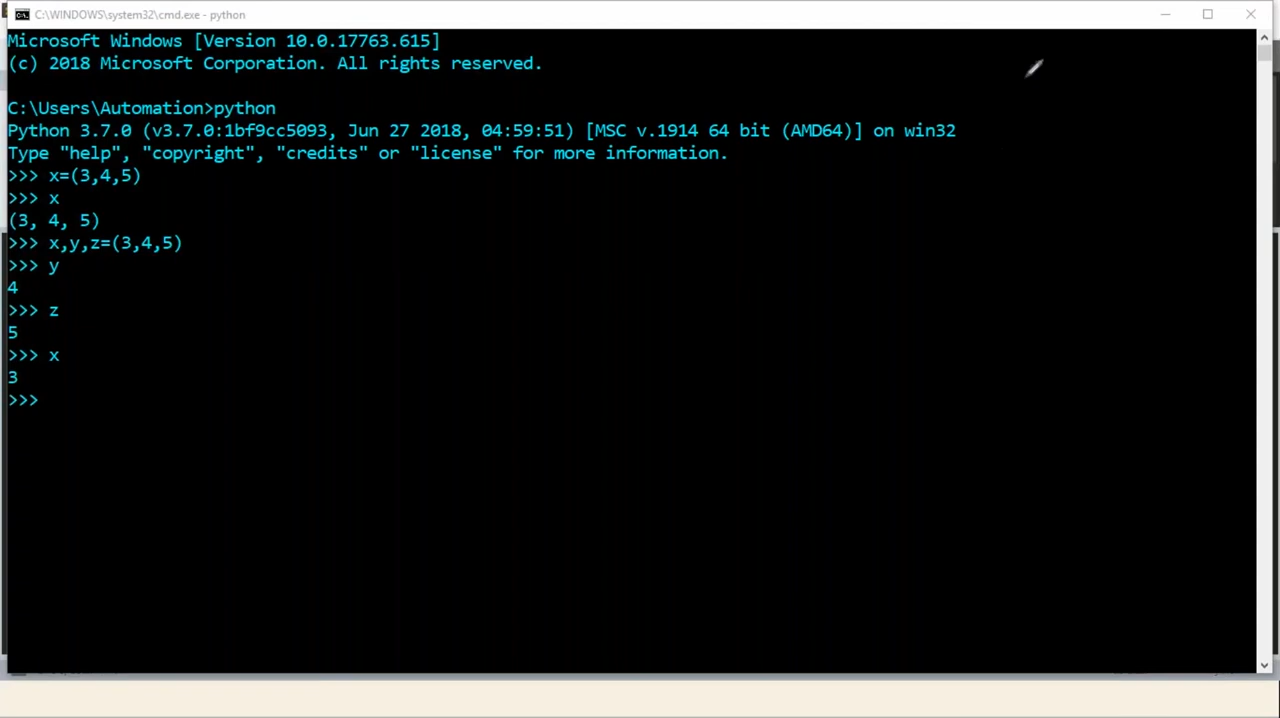 C:\WINDOWS\system32\cmd.exe - python
Microsoft Windows [Version 10.0.17763.615]
(c) 2018 Microsoft Corporation. All rights reserved.
C:\Users\Automation>python
Python 3.7.0 (v3.7.0:1bf9cc5093, Jun 27 2018, 04:59:51) [MSC v.1914 64 bit (AMD64)] on win32
Type "help", "copyright", "credits" or "license" for more information.
>>> x=(3,4,5)
>>> x
(3, 4, 5)
>>> x,y,z=(3,4,5)
>>> y
4
>>> z
5
>>> x
3
>>>